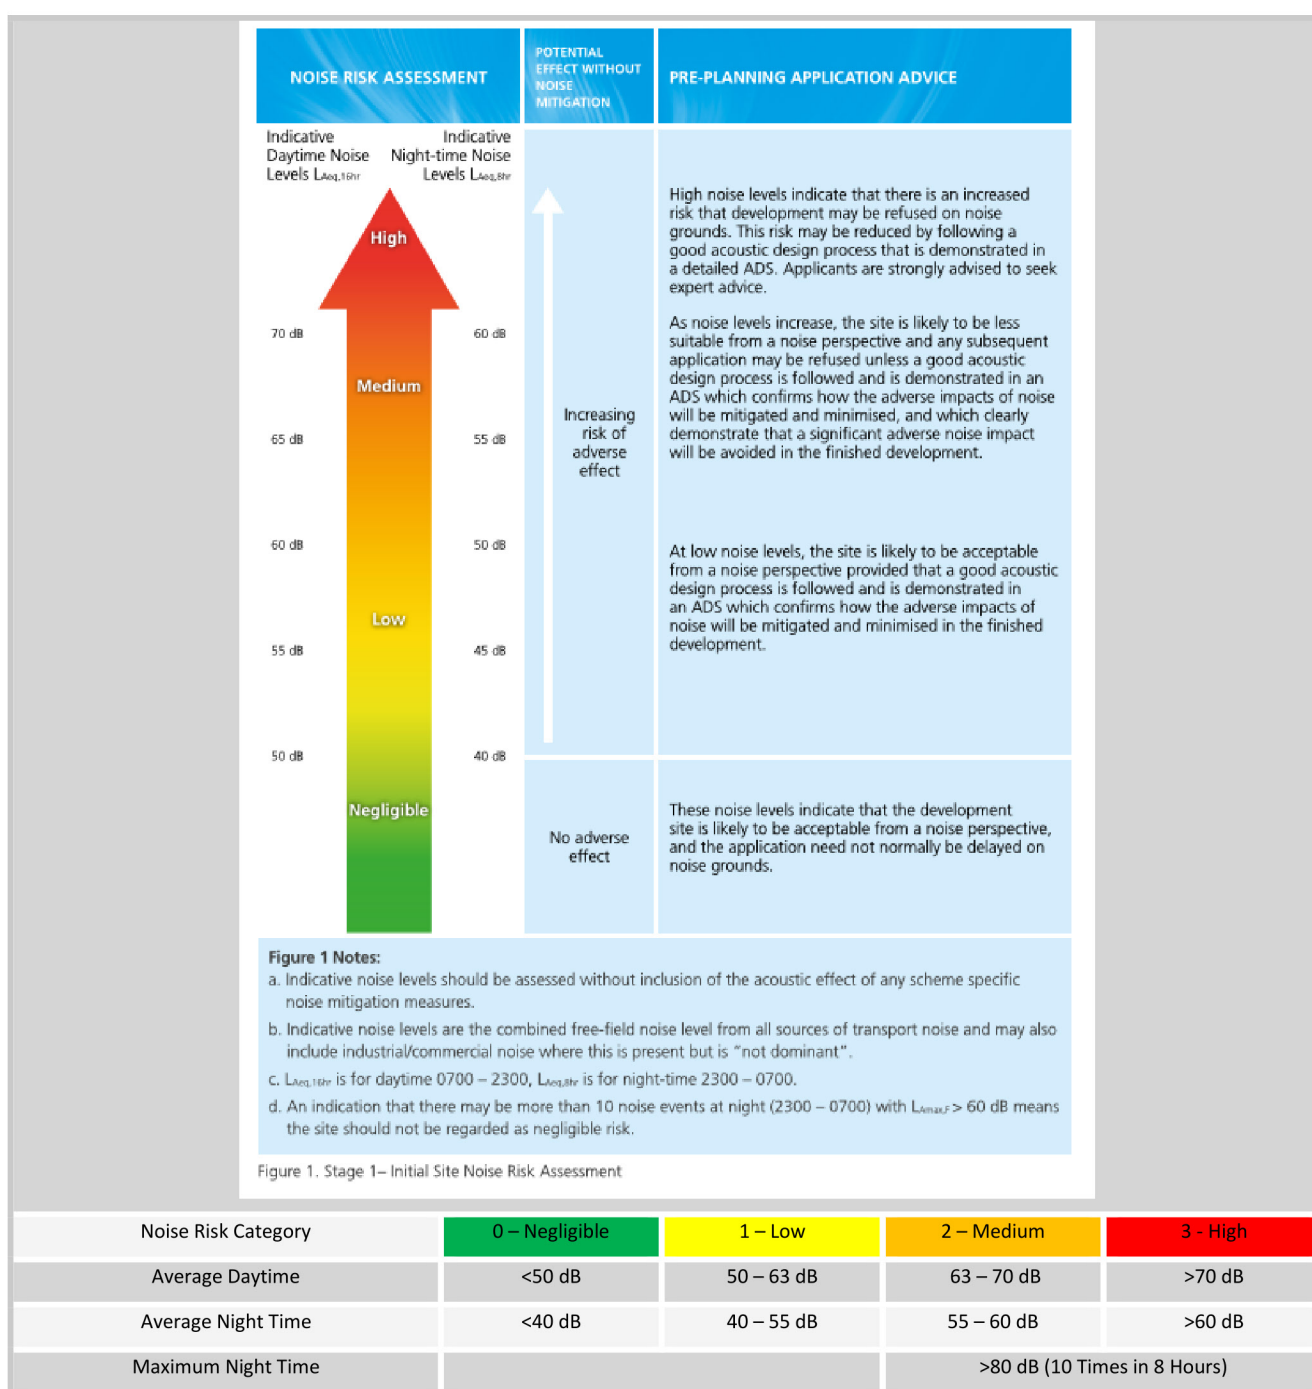 NOISE RISK ASSESSMENT
POTENTIAL
EFFECT WITHOUT
NOISE
MITIGATION
PRE-PLANNING APPLICATION ADVICE
Indicative
Daytime Noise
Levels LAeq,16hr
Indicative
Night-time Noise
Levels LAeq,8hr
High
70 dB
60 dB
Medium
65 dB
55 dB
60 dB
50 dB
Low
55 dB
45 dB
50 dB
40 dB
Negligible
Increasing
risk of
adverse
effect
No adverse
effect
High noise levels indicate that there is an increased
risk that development may be refused on noise
grounds. This risk may be reduced by following a
good acoustic design process that is demonstrated in
a detailed ADS. Applicants are strongly advised to seek
expert advice.
As noise levels increase, the site is likely to be less
suitable from a noise perspective and any subsequent
application may be refused unless a good acoustic
design process is followed and is demonstrated in an
ADS which confirms how the adverse impacts of noise
will be mitigated and minimised, and which clearly
demonstrate that a significant adverse noise impact
will be avoided in the finished development.
At low noise levels, the site is likely to be acceptable
from a noise perspective provided that a good acoustic
design process is followed and is demonstrated in
an ADS which confirms how the adverse impacts of
noise will be mitigated and minimised in the finished
development.
These noise levels indicate that the development
site is likely to be acceptable from a noise perspective,
and the application need not normally be delayed on
noise grounds.
Figure 1 Notes:
a. Indicative noise levels should be assessed without inclusion of the acoustic effect of any scheme specific
noise mitigation measures.
b. Indicative noise levels are the combined free-field noise level from all sources of transport noise and may also
include industrial/commercial noise where this is present but is “not dominant”.
c. LAeq,16hr is for daytime 0700 – 2300, LAeq,8hr is for night-time 2300 – 0700.
d. An indication that there may be more than 10 noise events at night (2300 – 0700) with LAmax,F > 60 dB means
the site should not be regarded as negligible risk.
Figure 1. Stage 1– Initial Site Noise Risk Assessment
Noise Risk Category 0 – Negligible 1 – Low 2 – Medium 3 - High
Average Daytime <50 dB 50 – 63 dB 63 – 70 dB >70 dB
Average Night Time <40 dB 40 – 55 dB 55 – 60 dB >60 dB
Maximum Night Time >80 dB (10 Times in 8 Hours)